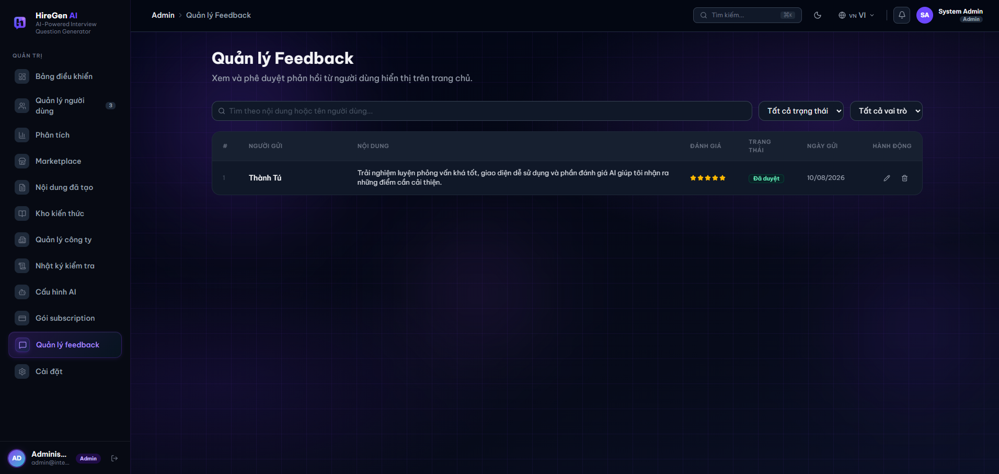 HireGen AI
AI-Powered Interview
Question Generator
QUẢN TRỊ
Bảng điều khiển
Quản lý người
dùng
3
Phân tích
Marketplace
Nội dung đã tạo
Kho kiến thức
Quản lý công ty
Nhật ký kiểm tra
Cấu hình AI
Gói subscription
Quản lý feedback
Cài đặt
AD
Adminis...
admin@inte...
Admin
Admin > Quản lý Feedback
Tìm kiếm...
⌘K
VN VI
SA
System Admin
Admin
Quản lý Feedback
Xem và phê duyệt phản hồi từ người dùng hiển thị trên trang chủ.
Tìm theo nội dung hoặc tên người dùng...
Tất cả trạng thái
Tất cả vai trò
#
NGƯỜI GỬI
NỘI DUNG
ĐÁNH GIÁ
TRẠNG
THÁI
NGÀY GỬI
HÀNH ĐỘNG
1
Thành Tú
Trải nghiệm luyện phỏng vấn khá tốt, giao diện dễ sử dụng và phần đánh giá AI giúp tôi nhận ra
những điểm cần cải thiện.
Đã duyệt
10/08/2026